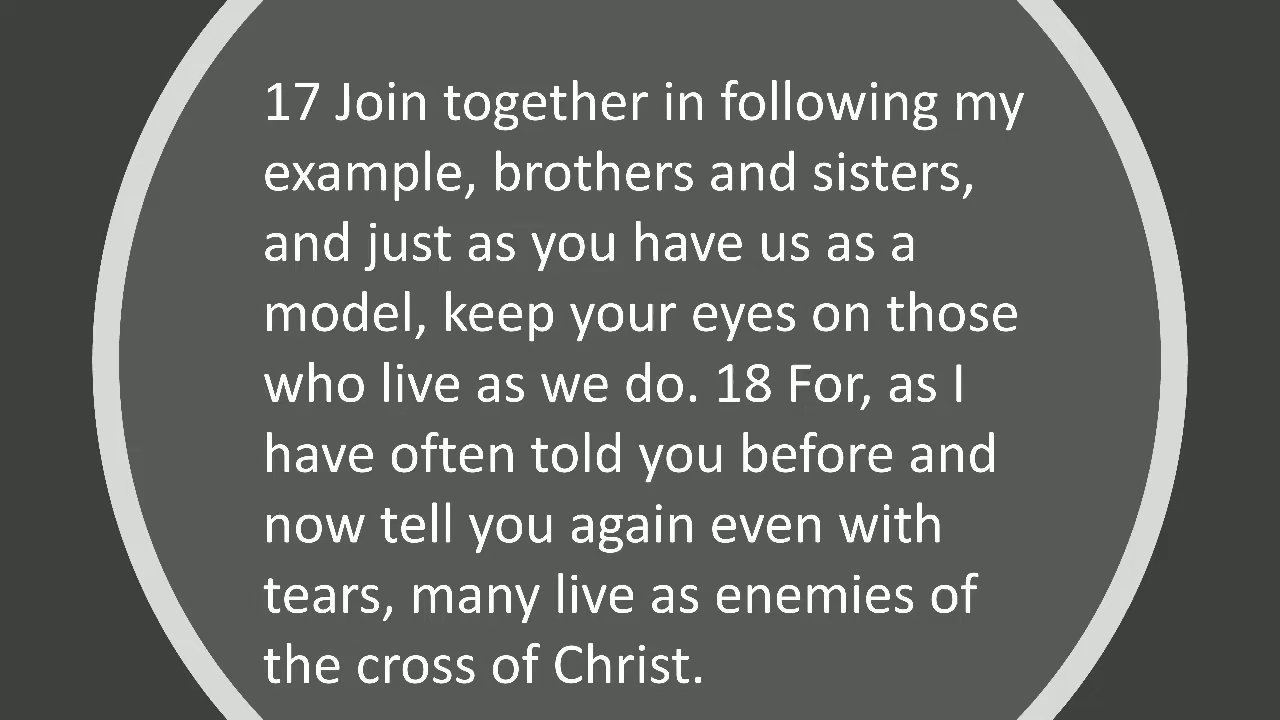 17 Join together in following my
example, brothers and sisters,
and just as you have us as a
model, keep your eyes on those
who live as we do. 18 For, as I
have often told you before and
now tell you again even with
tears, many live as enemies of
the cross of Christ.